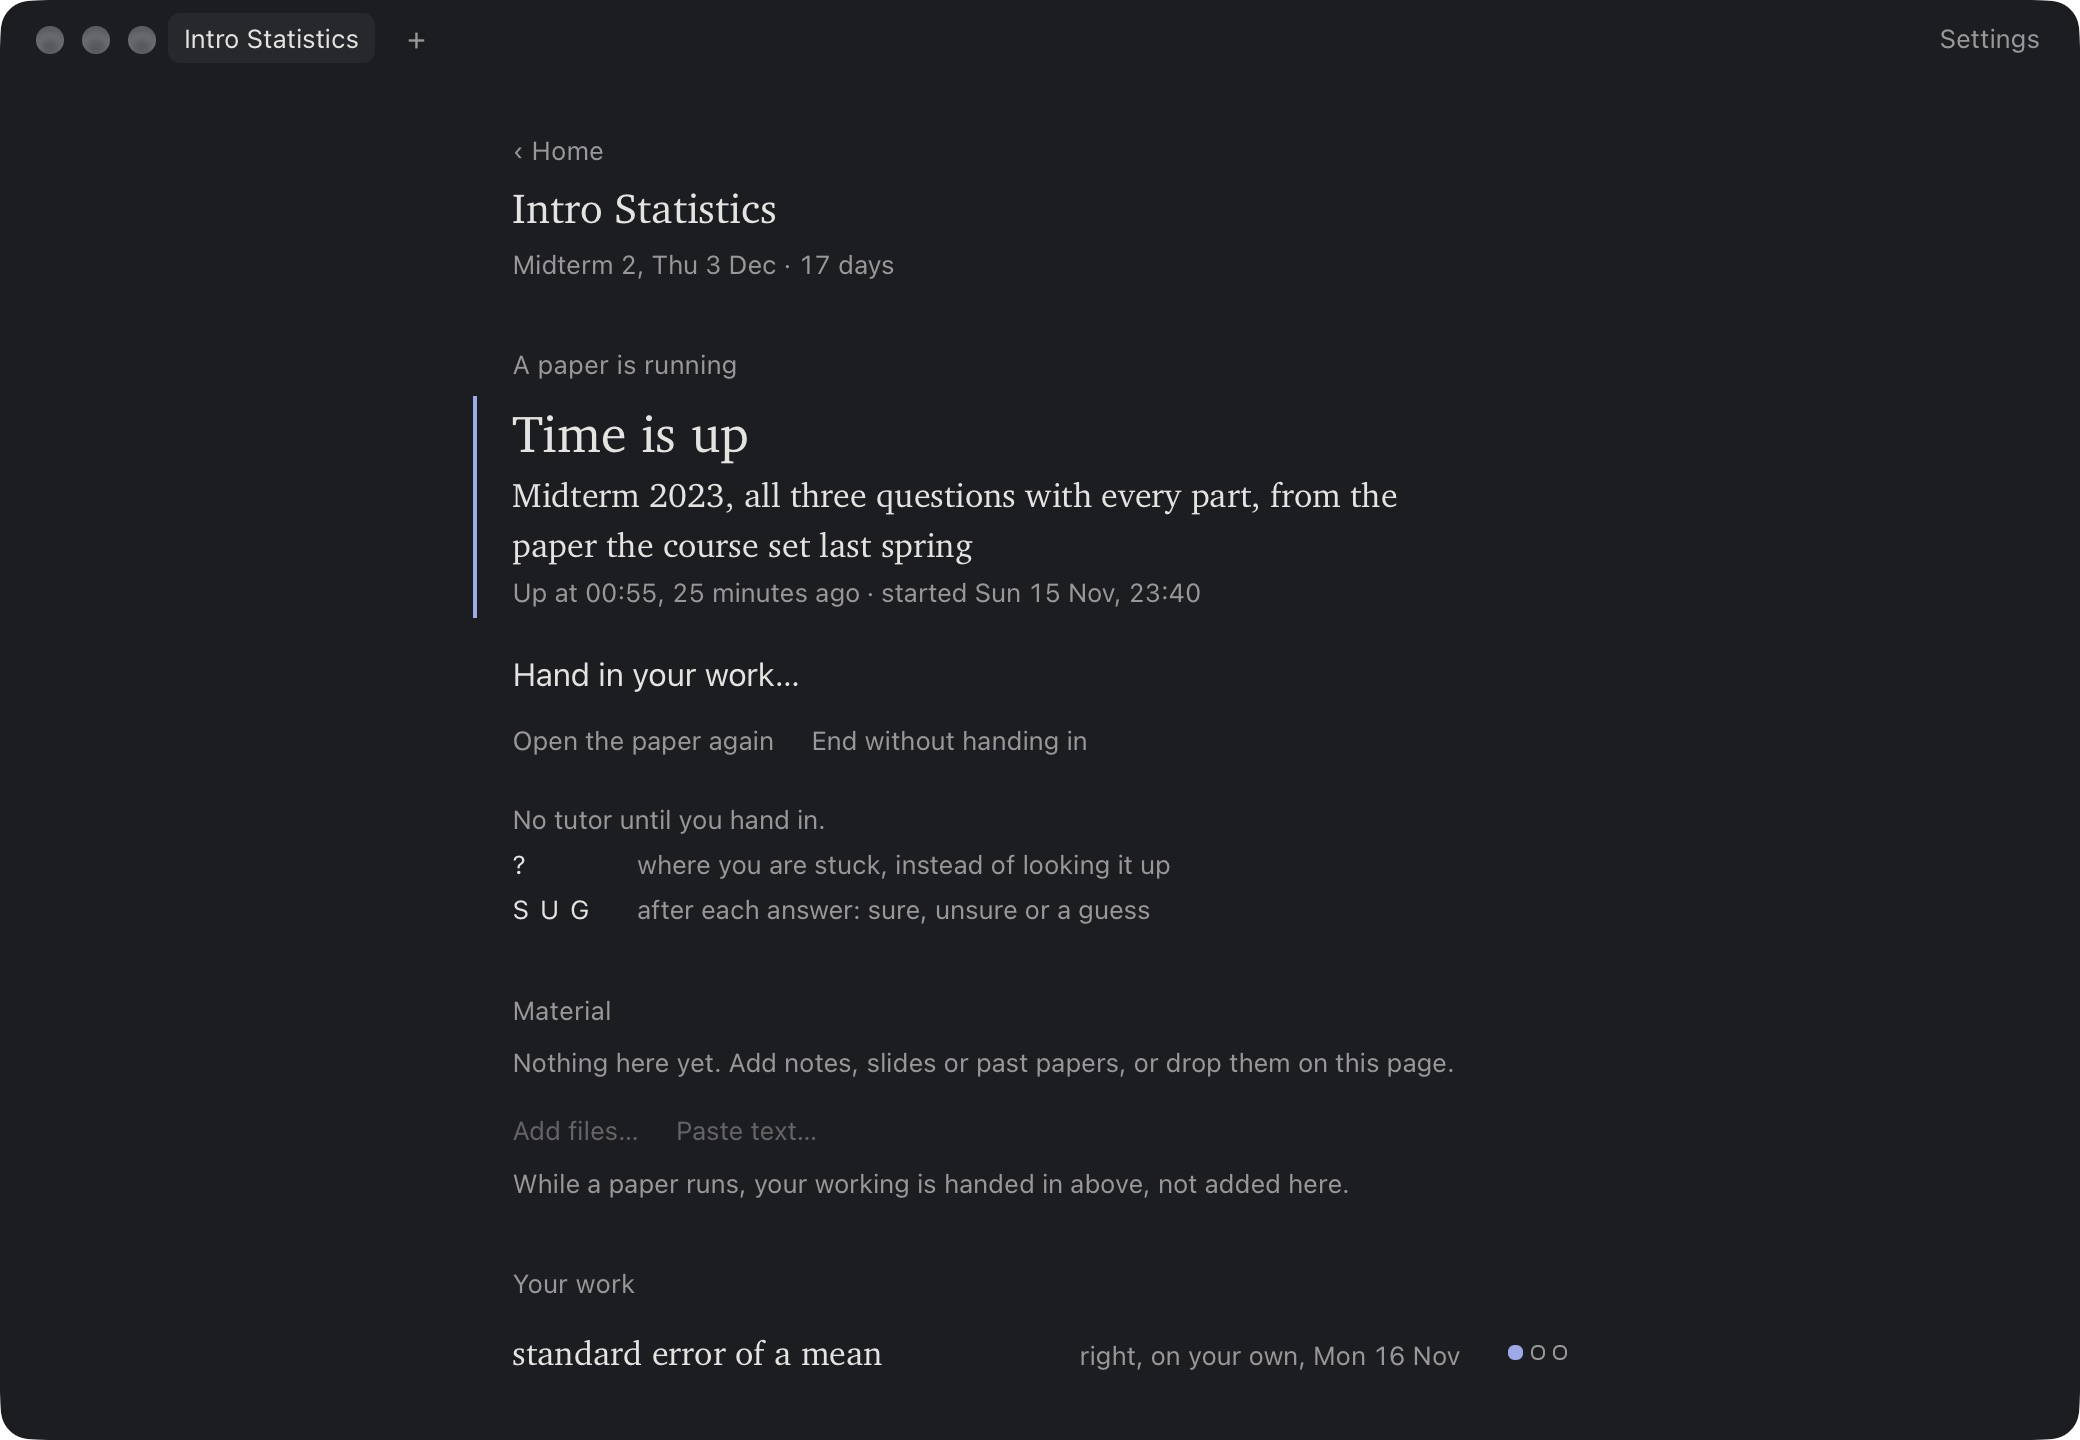 Intro Statistics +
Settings
‹ Home
Intro Statistics
Midterm 2, Thu 3 Dec · 17 days
A paper is running
Time is up
Midterm 2023, all three questions with every part, from the
paper the course set last spring
Up at 00:55, 25 minutes ago · started Sun 15 Nov, 23:40
Hand in your work...
Open the paper again End without handing in
No tutor until you hand in.
? where you are stuck, instead of looking it up
S U G after each answer: sure, unsure or a guess
Material
Nothing here yet. Add notes, slides or past papers, or drop them on this page.
Add files... Paste text...
While a paper runs, your working is handed in above, not added here.
Your work
standard error of a mean right, on your own, Mon 16 Nov